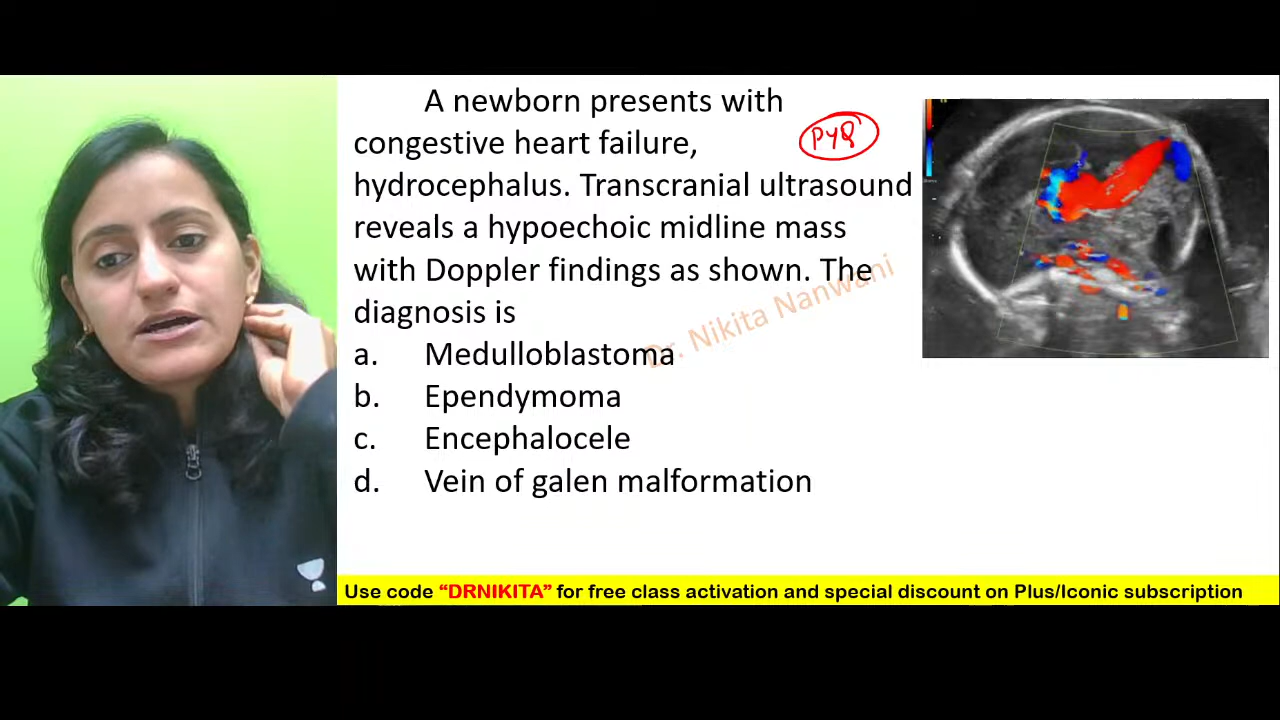 A newborn presents with
congestive heart failure,
PYQ
hydrocephalus. Transcranial ultrasound
reveals a hypoechoic midline mass
with Doppler findings as shown. The
diagnosis is
Dr. Nikita Nanwani
a. Medulloblastoma
b. Ependymoma
c. Encephalocele
d. Vein of galen malformation
Use code “DRNIKITA” for free class activation and special discount on Plus/Iconic subscription